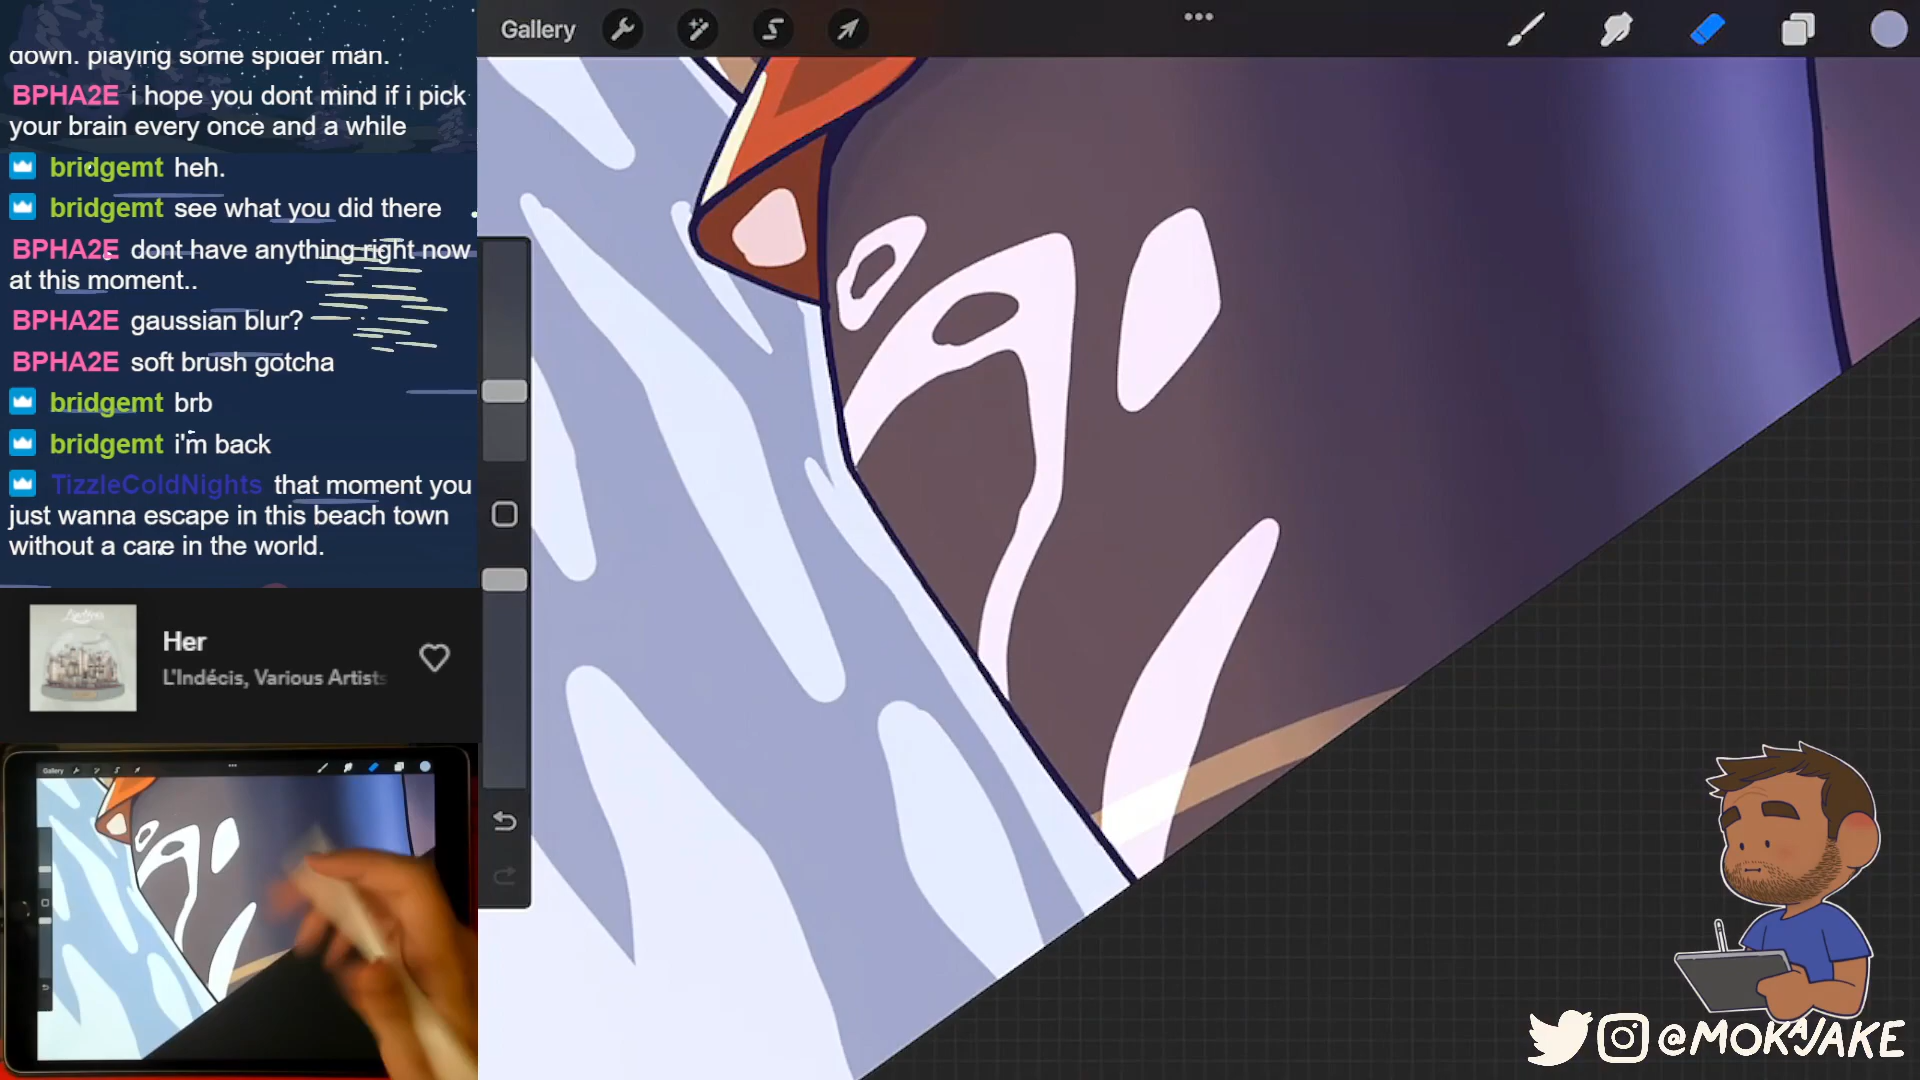 down. playing some spider man.
BPHA2E i hope you dont mind if i pick
your brain every once and a while
bridgemt heh.
bridgemt see what you did there
BPHA2E dont have anything right now
at this moment..
BPHA2E gaussian blur?
BPHA2E soft brush gotcha
bridgemt brb
bridgemt i'm back
TizzleColdNights that moment you
just wanna escape in this beach town
without a care in the world.
Her
L'Indécis, Various Artists
Gallery
Gallery
@MOKAJAKE